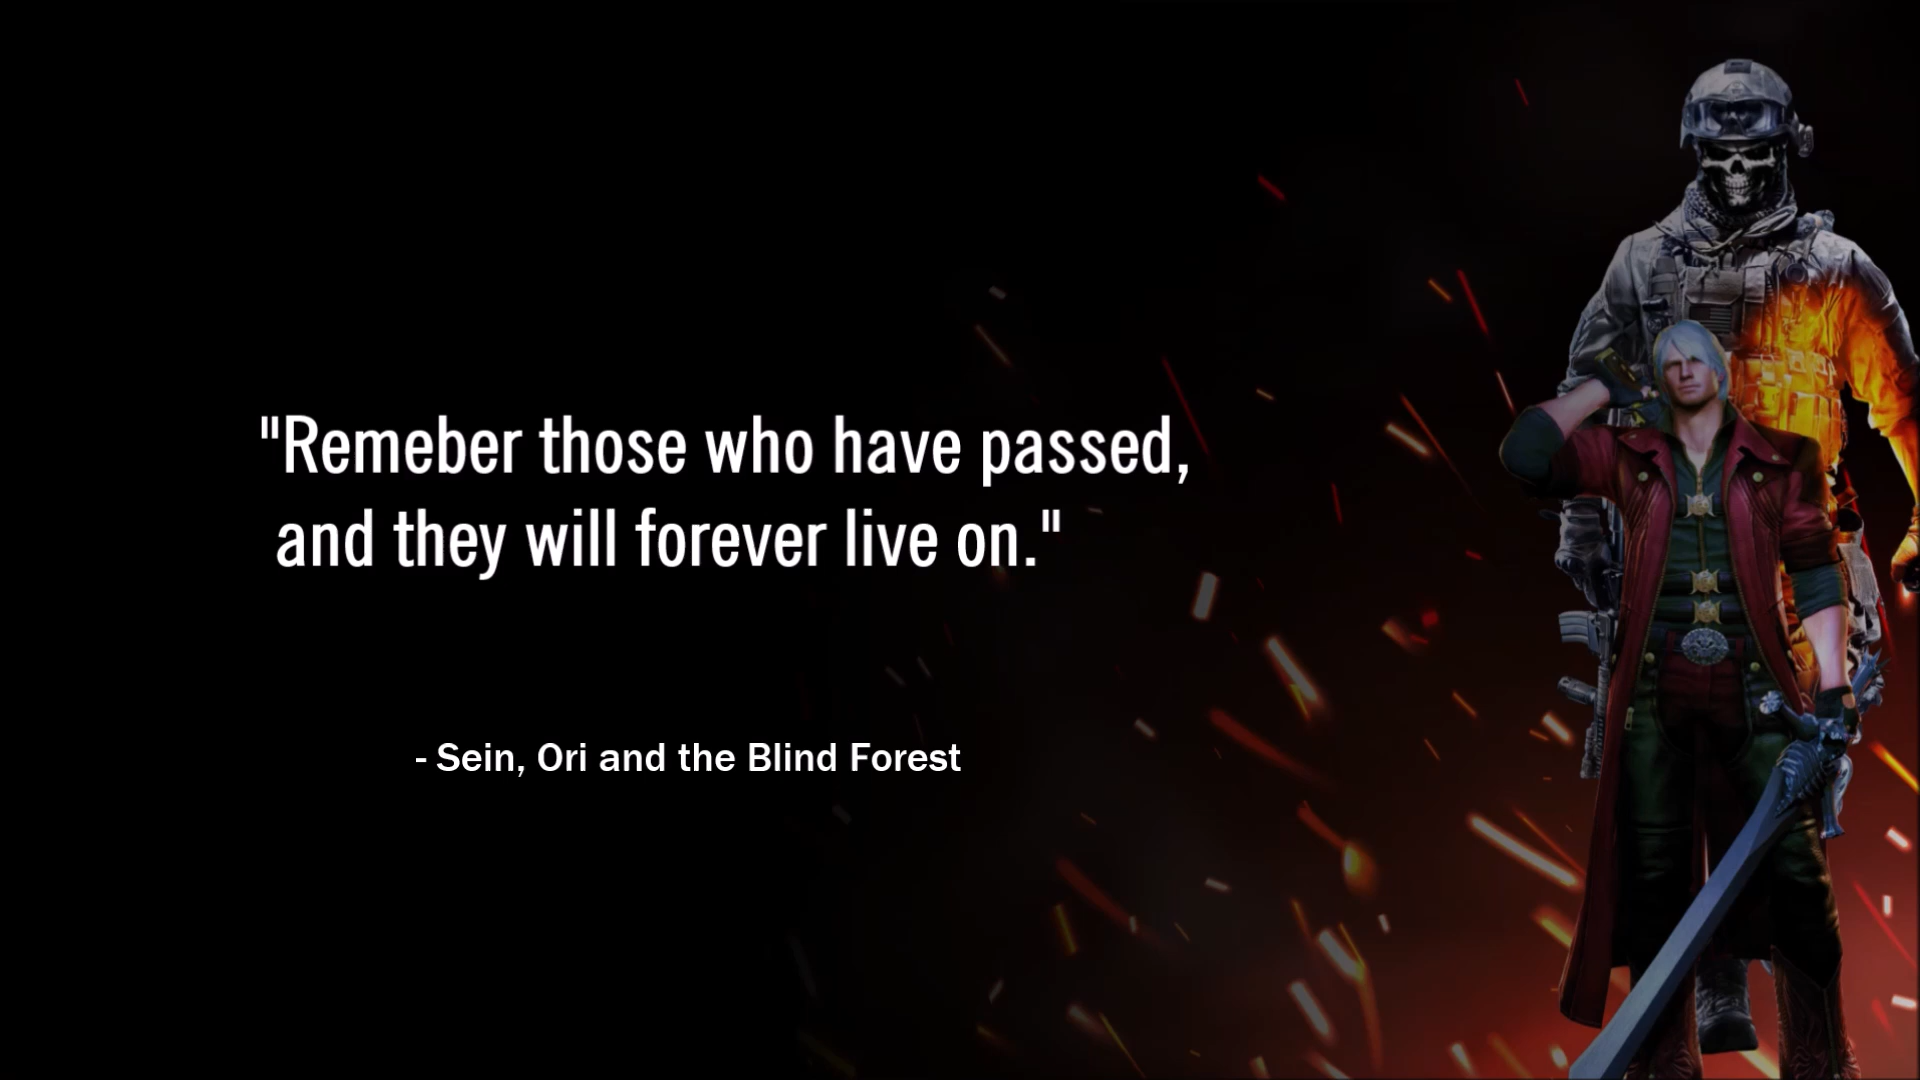 "Remeber those who have passed,
and they will forever live on."
- Sein, Ori and the Blind Forest